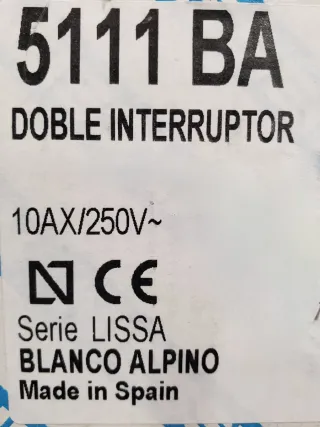 5111 BA
DOBLE INTERRUPTOR
10AX/250V~
N CE
Serie LISSA
BLANCO ALPINO
Made in Spain